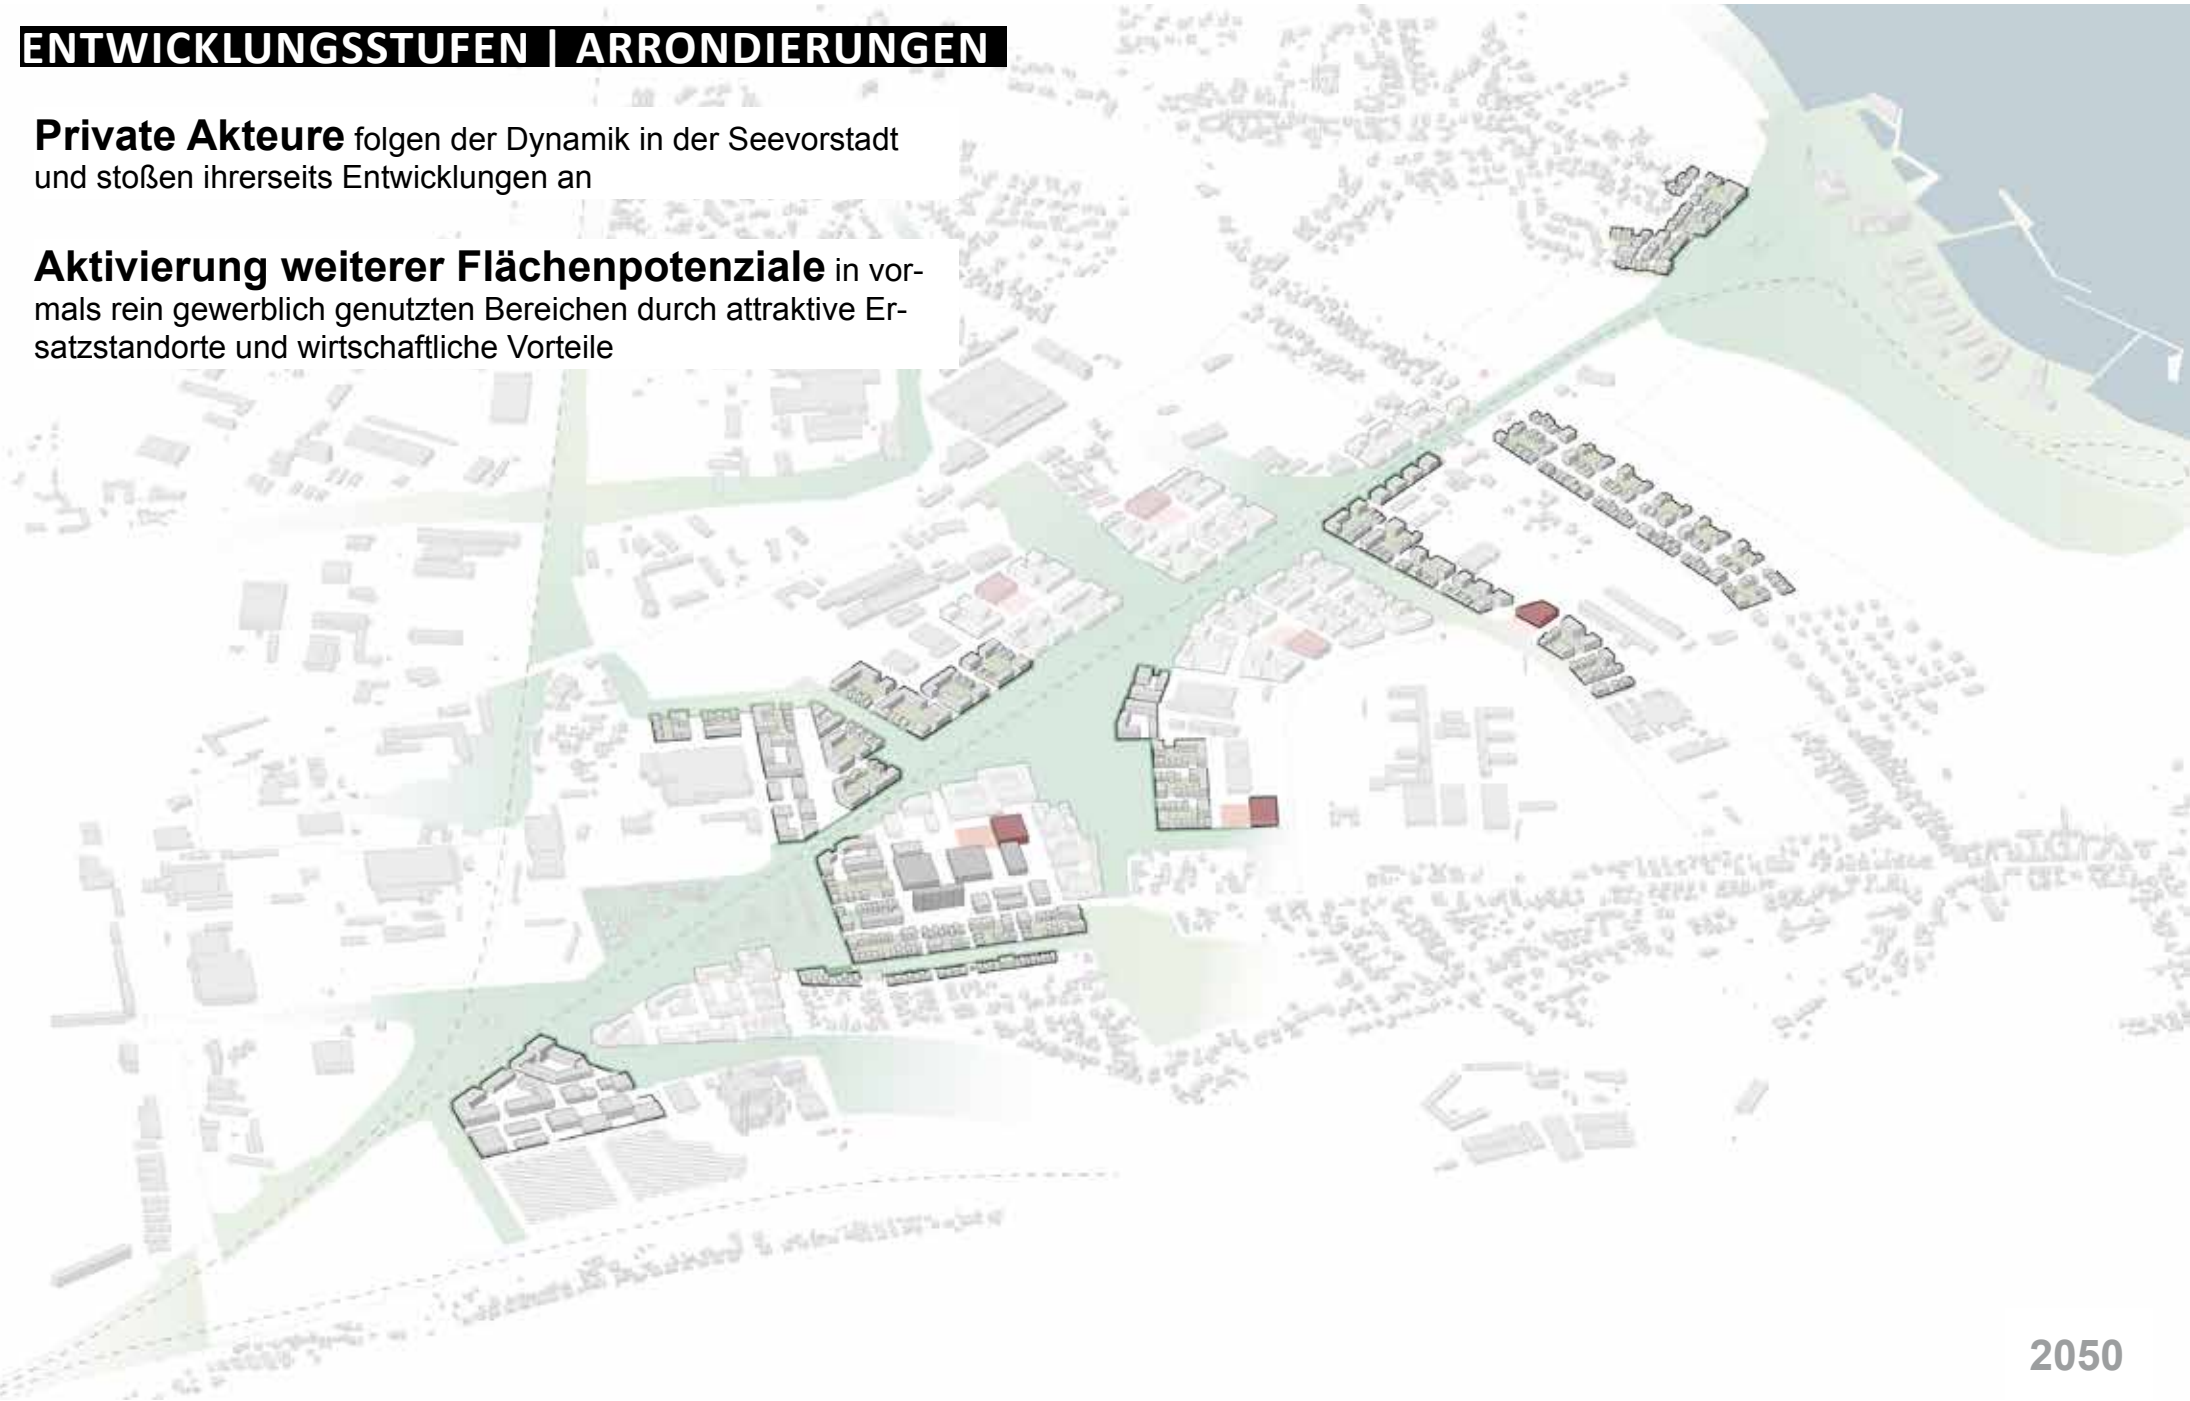 ENTWICKLUNGSSTUFEN | ARRONDIERUNGEN
Private Akteure folgen der Dynamik in der Seevorstadt
und stoßen ihrerseits Entwicklungen an
Aktivierung weiterer Flächenpotenziale in vor-
mals rein gewerblich genutzten Bereichen durch attraktive Er-
satzstandorte und wirtschaftliche Vorteile
2050